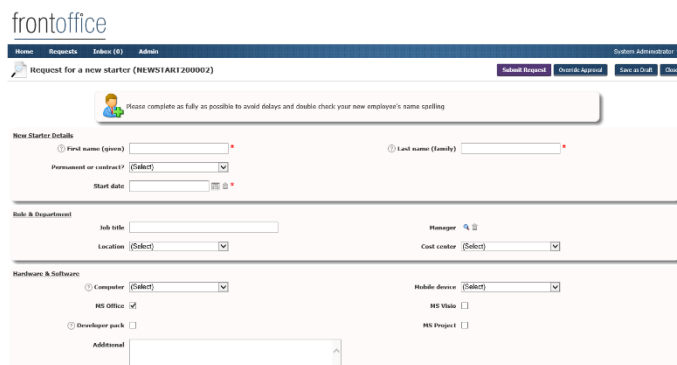 frontoffice
Home Requests Inbox (0) Admin System Administrator
Request for a new starter (NEWSTART200002) Submit Request Override Approval Save as Draft Close
Please complete as fully as possible to avoid delays and double check your new employee's name spelling
New Starter Details
First name (given) * Last name (family) *
Permanent or contract? (Select)
Start date *
Role & Department
Job title Manager
Location (Select) Cost center (Select)
Hardware & Software
Computer (Select) Mobile device (Select)
MS Office MS Visio
Developer pack MS Project
Additional